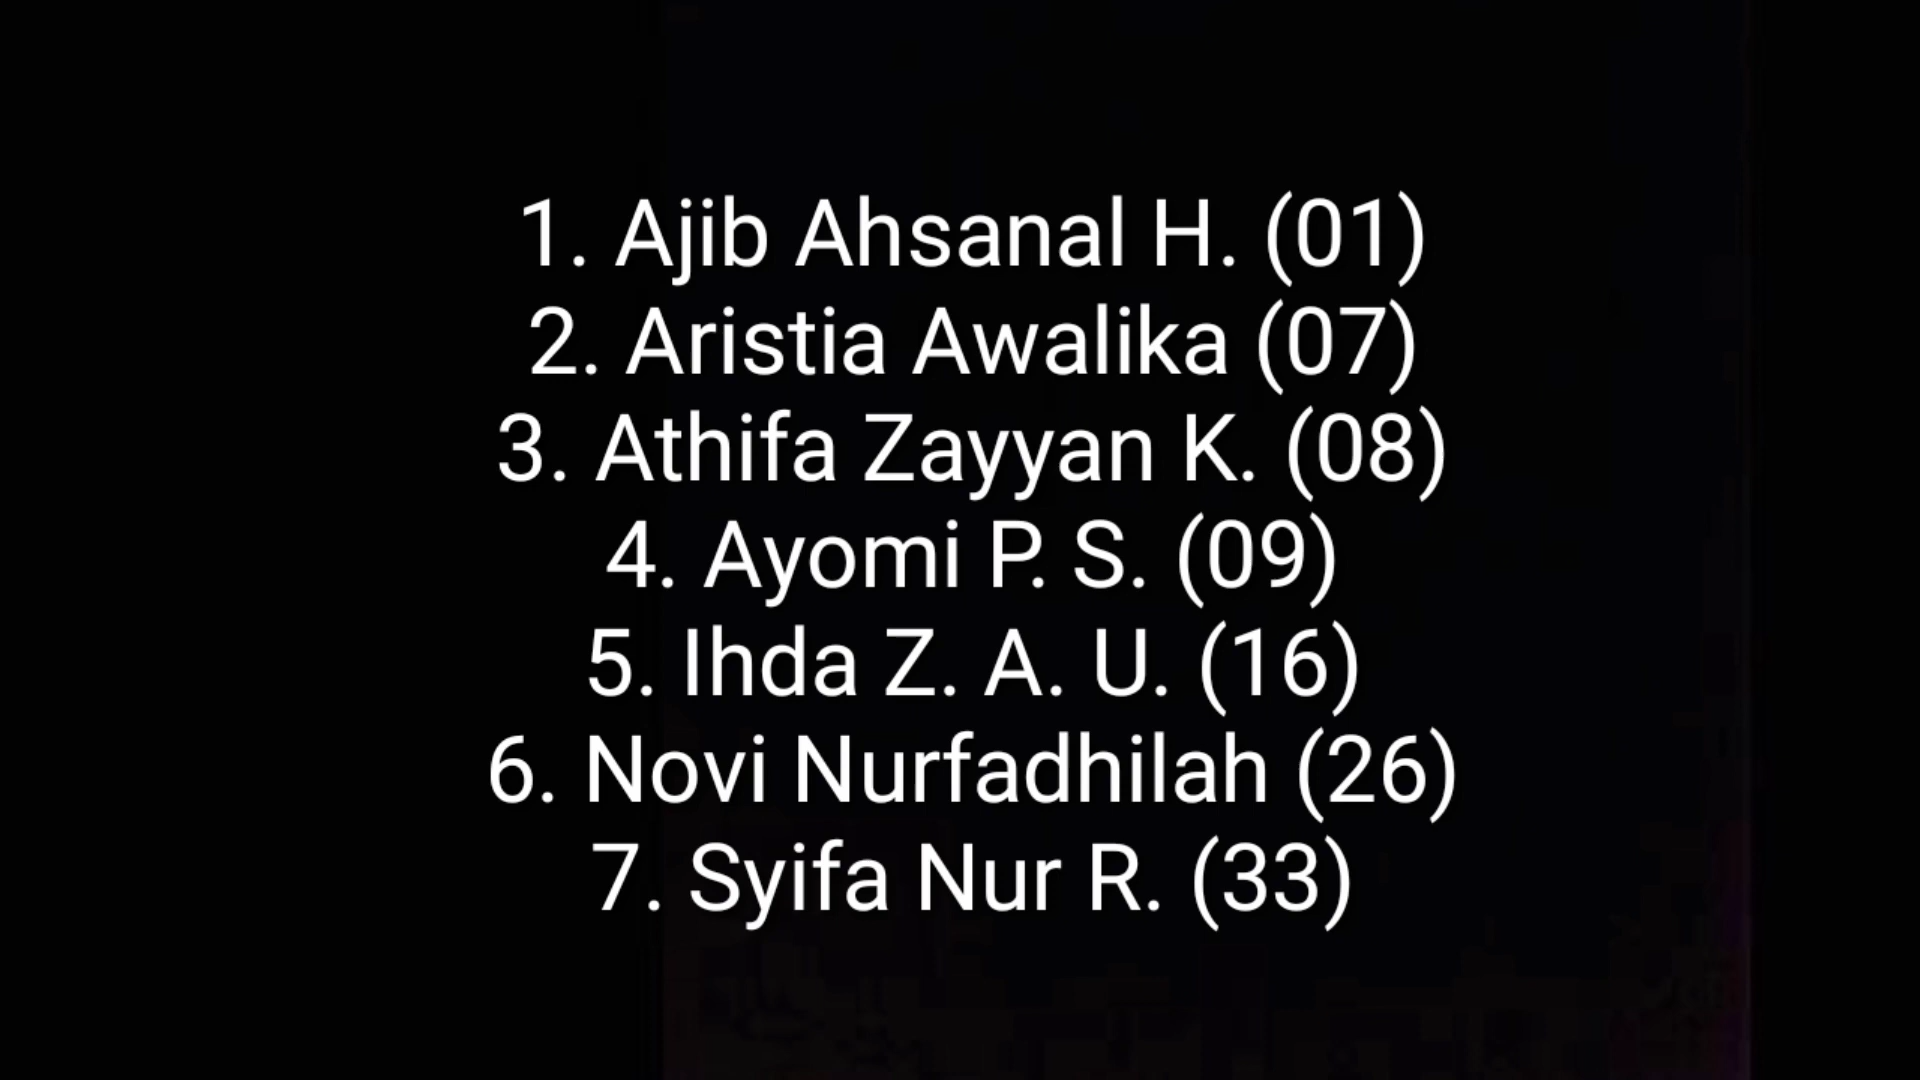 1. Ajib Ahsanal H. (01)
2. Aristia Awalika (07)
3. Athifa Zayyan K. (08)
4. Ayomi P. S. (09)
5. Ihda Z. A. U. (16)
6. Novi Nurfadhilah (26)
7. Syifa Nur R. (33)